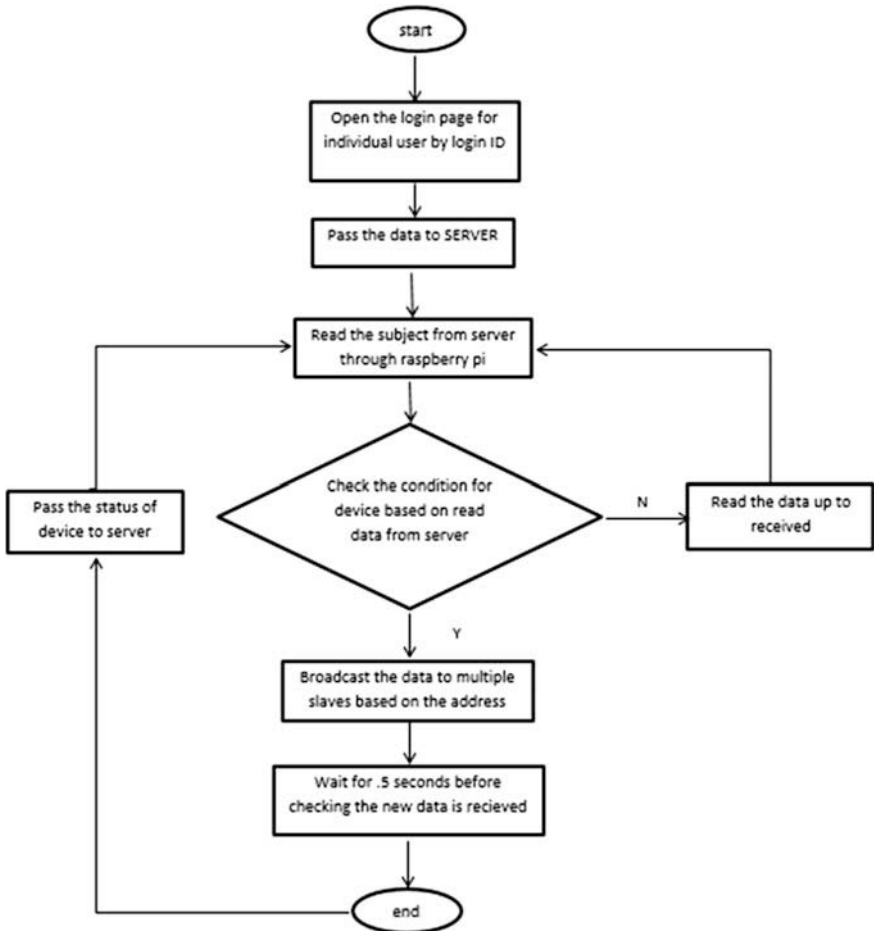 start
Open the login page for
individual user by login ID
Pass the data to SERVER
Read the subject from server
through raspberry pi
Check the condition for
device based on read
data from server
N
Read the data up to
received
Pass the status of
device to server
Y
Broadcast the data to multiple
slaves based on the address
Wait for .5 seconds before
checking the new data is recieved
end